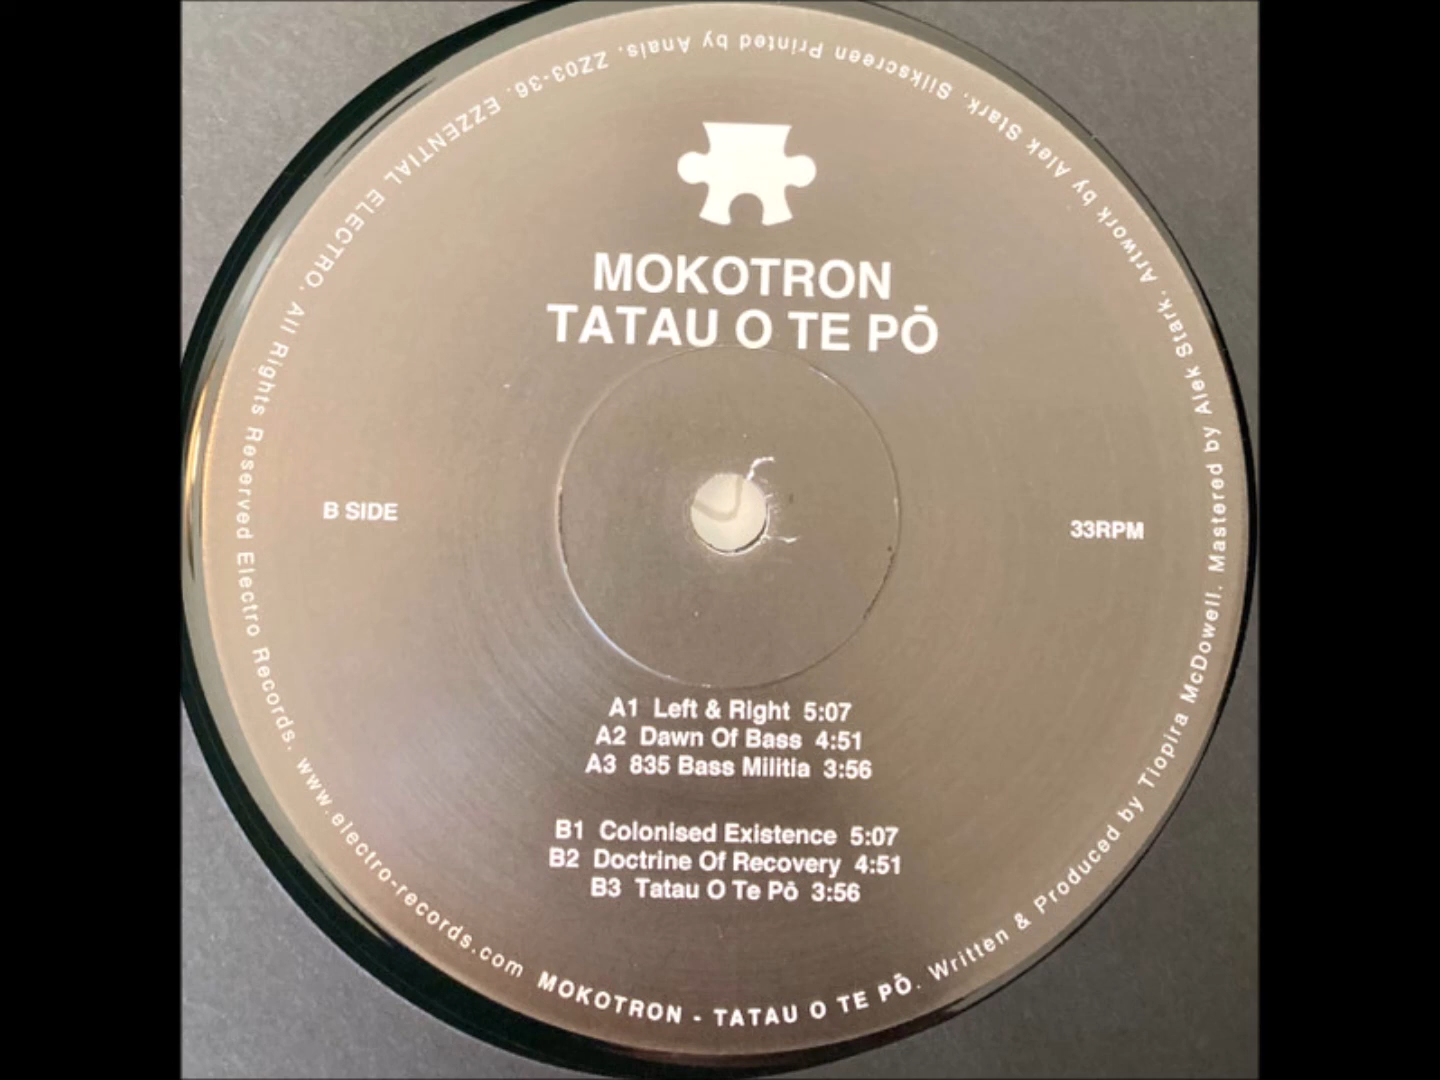 MOKOTRON
TATAU O TE PŌ
B SIDE
33RPM
A1 Left & Right 5:07
A2 Dawn Of Bass 4:51
A3 835 Bass Militia 3:56
B1 Colonised Existence 5:07
B2 Doctrine Of Recovery 4:51
B3 Tatau O Te Pō 3:56
MOKOTRON - TATAU O TE PŌ. Written & Produced by Tiopira McDowell. Mastered by Alek Stark. Artwork by Alek Stark. Silkscreen Printed by Anais. ZZ03-36. EZZENTIAL ELECTRO. All Rights Reserved Electro Records. www.electro-records.com